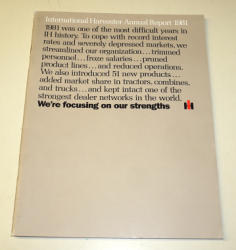 International Harvester Annual Report 1981
1981 was one of the most difficult years in
IH history. To cope with record interest
rates and severely depressed markets, we
streamlined our organization...trimmed
personnel...froze salaries...pruned
product lines...and reduced operations.
We also introduced 51 new products...
added market share in tractors, combines,
and trucks...and kept intact one of the
strongest dealer networks in the world.
We're focusing on our strengths